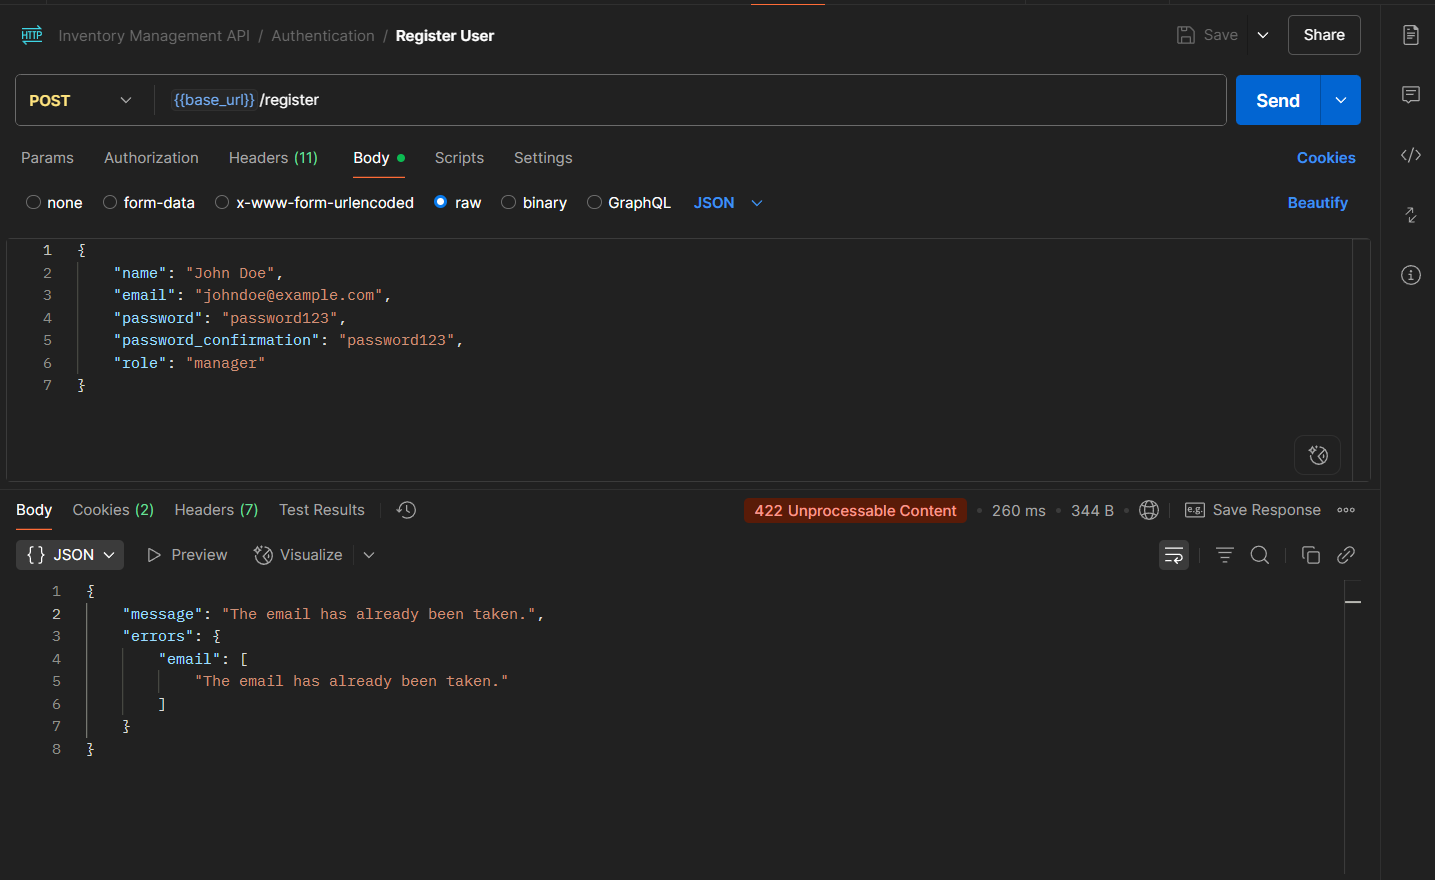 HTTP Inventory Management API / Authentication / Register User Save Share
POST {{base_url}} /register Send
Params Authorization Headers (11) Body Scripts Settings Cookies
none form-data x-www-form-urlencoded raw binary GraphQL JSON Beautify
1 {
2 "name": "John Doe",
3 "email": "johndoe@example.com",
4 "password": "password123",
5 "password_confirmation": "password123",
6 "role": "manager"
7 }
Body Cookies (2) Headers (7) Test Results 422 Unprocessable Content • 260 ms • 344 B • e.g. Save Response
{} JSON Preview Visualize
1 {
2 "message": "The email has already been taken.",
3 "errors": {
4 "email": [
5 "The email has already been taken."
6 ]
7 }
8 }